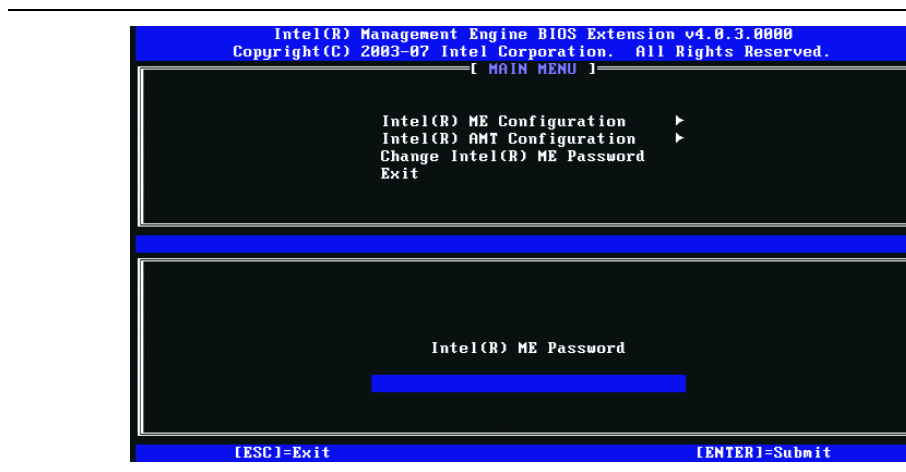 Intel(R) Management Engine BIOS Extension v4.0.3.0000
Copyright(C) 2003-07 Intel Corporation. All Rights Reserved.
[ MAIN MENU ]
Intel(R) ME Configuration ►
Intel(R) AMT Configuration ►
Change Intel(R) ME Password
Exit
Intel(R) ME Password
[ESC]=Exit [ENTER]=Submit